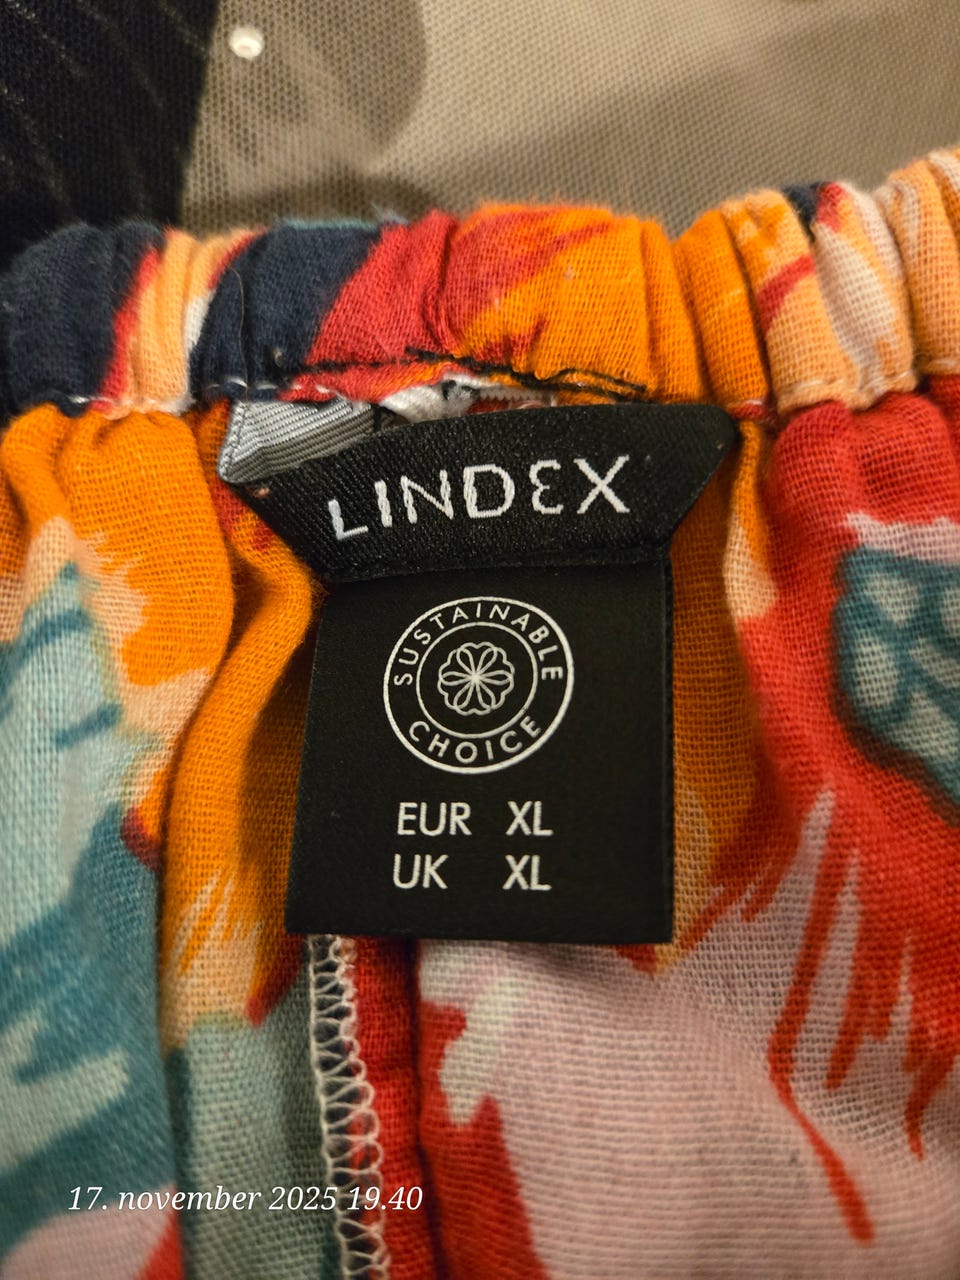 LINDEX
SUSTAINABLE
CHOICE
EUR XL
UK XL
17. november 2025 19.40